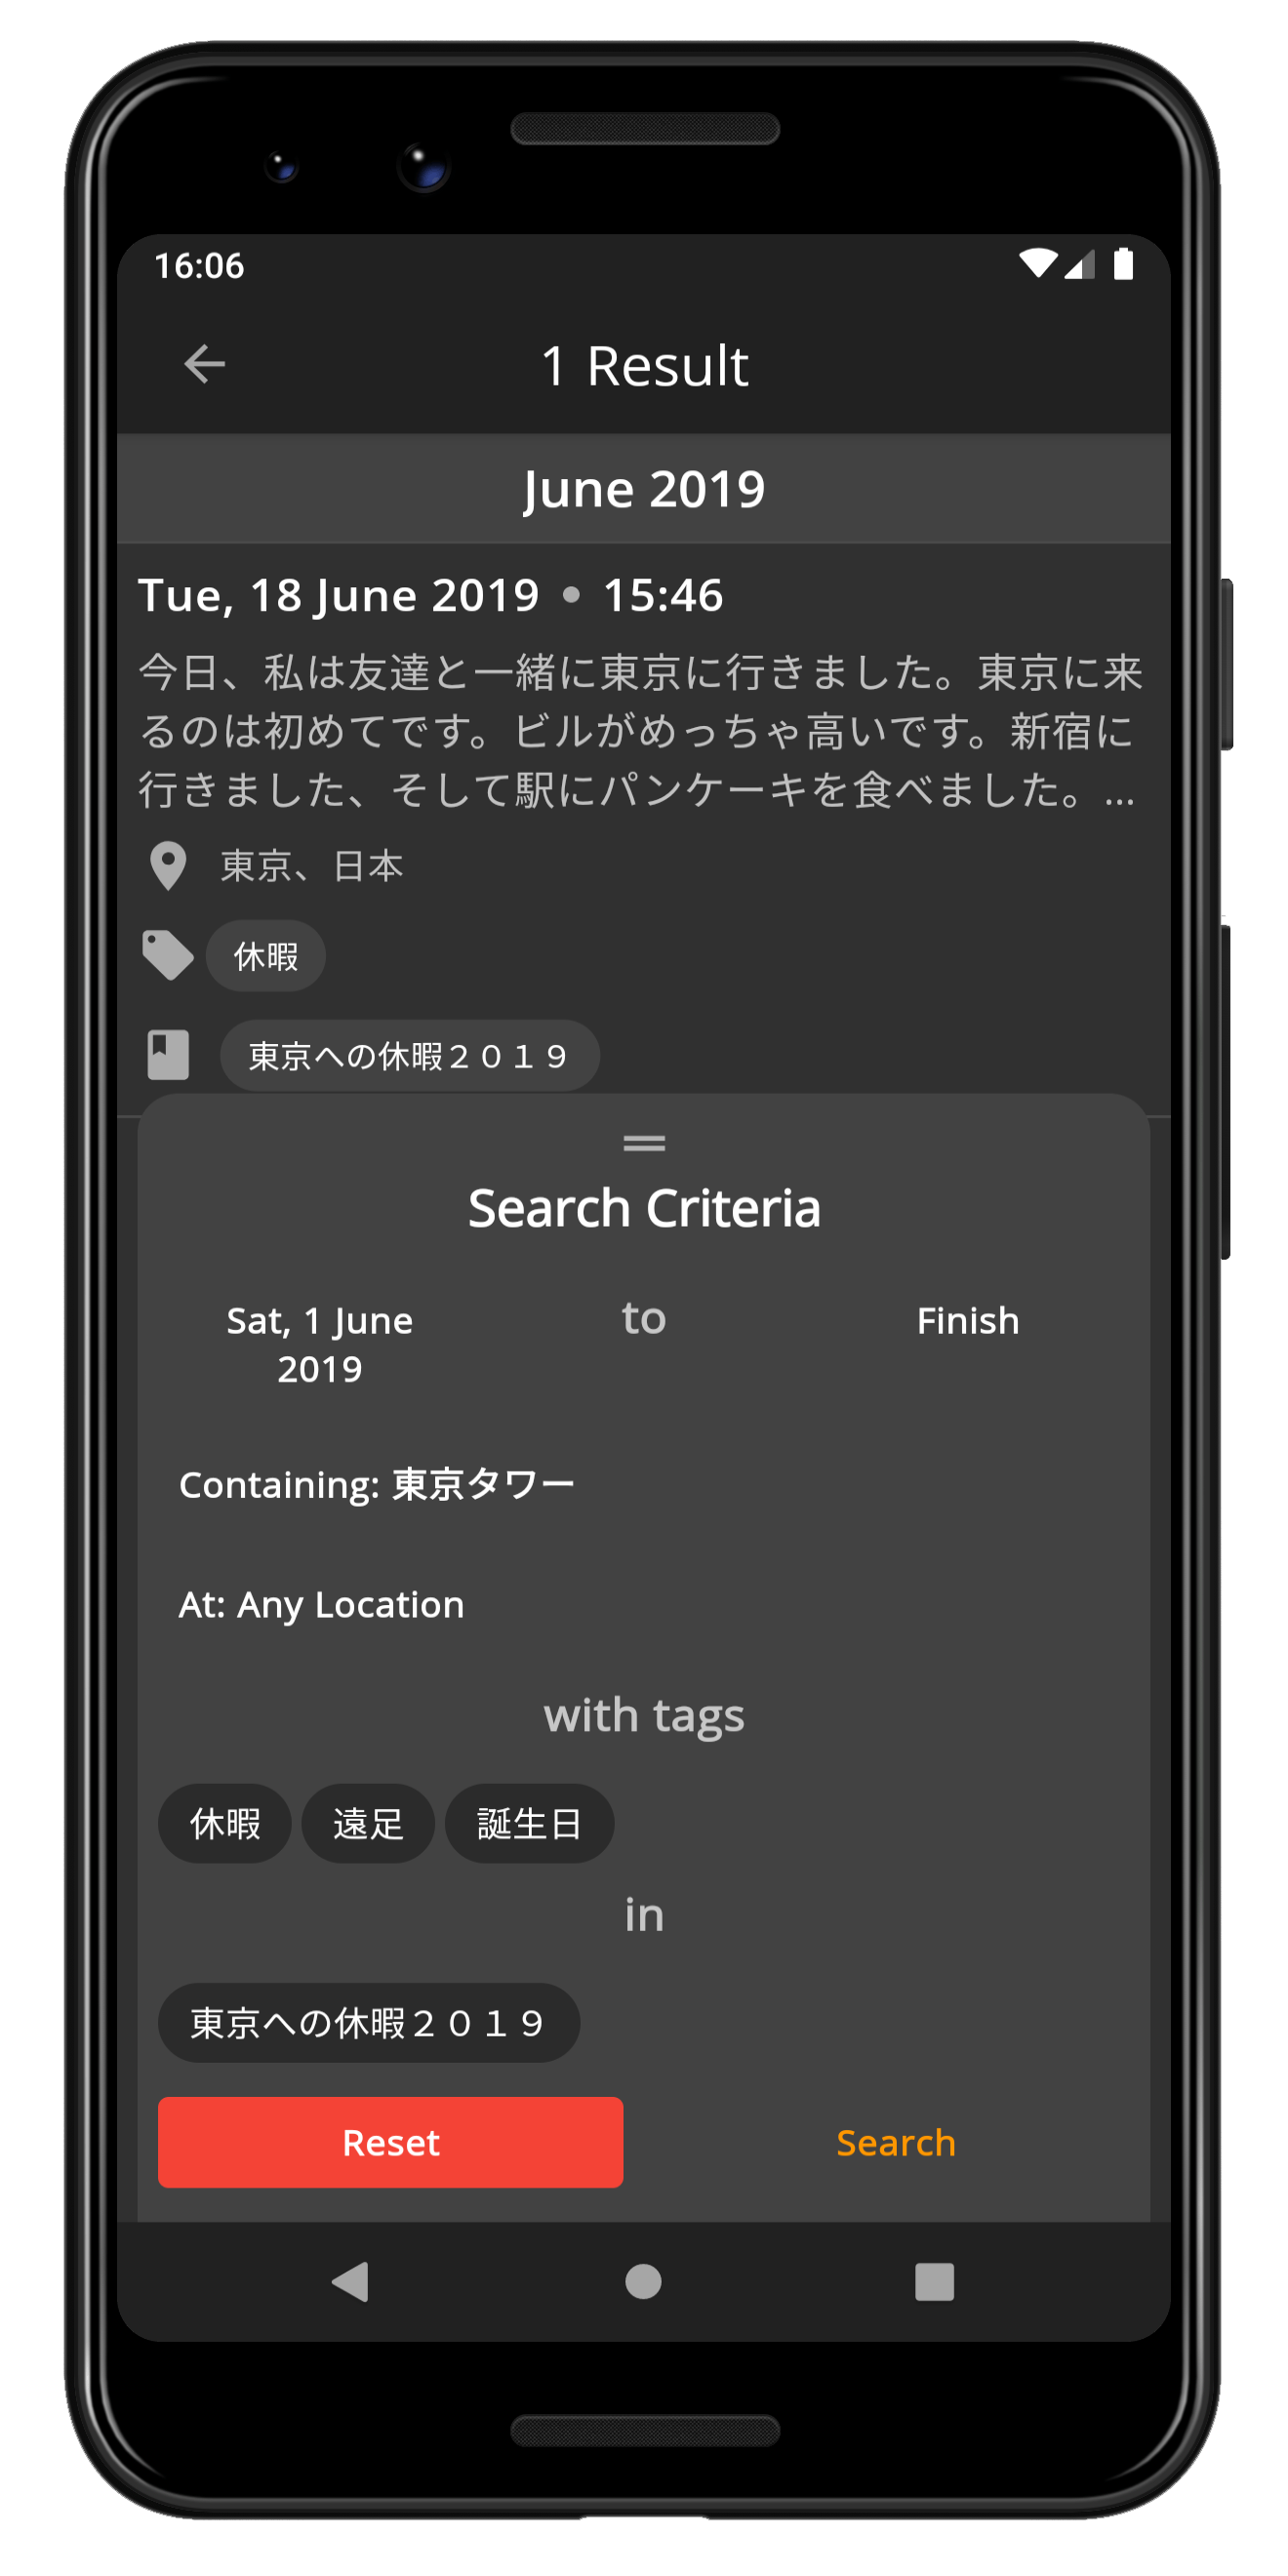 16:06
1 Result
June 2019
Tue, 18 June 2019 • 15:46
今日、私は友達と一緒に東京に行きました。東京に来
るのは初めてです。ビルがめっちゃ高いです。新宿に
行きました、そして駅にパンケーキを食べました。...
東京、日本
休暇
東京への休暇２０１９
Search Criteria
Sat, 1 June
2019
to
Finish
Containing: 東京タワー
At: Any Location
with tags
休暇 遠足 誕生日
in
東京への休暇２０１９
Reset
Search